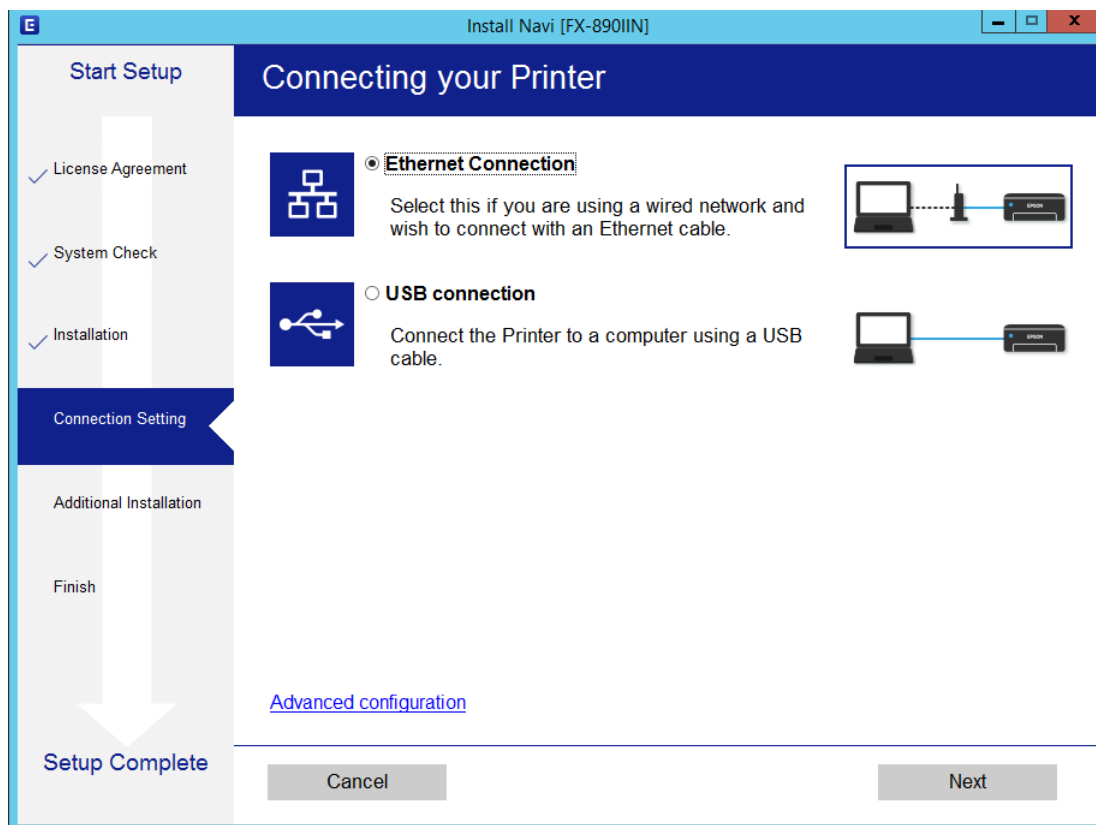 E
Install Navi [FX-890IIN]
Start Setup
Connecting your Printer
License Agreement
System Check
Installation
Connection Setting
Additional Installation
Finish
Setup Complete
Ethernet Connection
Select this if you are using a wired network and
wish to connect with an Ethernet cable.
EPSON
USB connection
Connect the Printer to a computer using a USB
cable.
EPSON
Advanced configuration
Cancel
Next